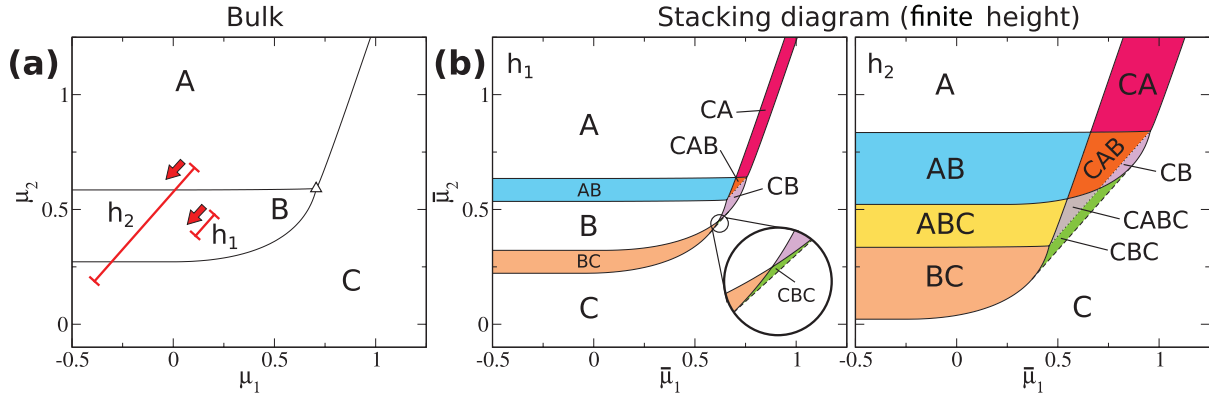 Bulk
Stacking diagram (finite height)
(a)
A
B
C
h₂
h₁
1
0.5
0
μ₂
-0.5
0
0.5
1
μ₁
(b)
h₁
A
CA
CAB
AB
CB
B
BC
CBC
C
1
0.5
0
μ̄₂
-0.5
0
0.5
1
μ̄₁
h₂
A
CA
CAB
CB
AB
ABC
CABC
CBC
BC
C
-0.5
0
0.5
1
μ̄₁